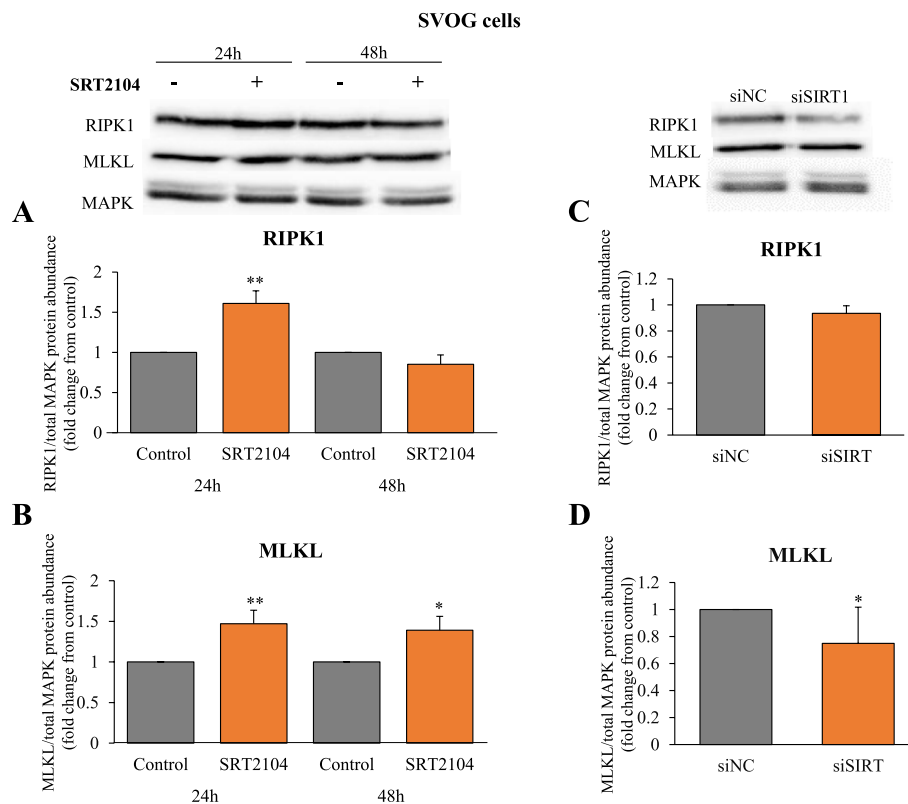 SVOG cells
24h 48h
SRT2104 - + - +
RIPK1
MLKL
MAPK
siNC siSIRT1
RIPK1
MLKL
MAPK
A
RIPK1
RIPK1/total MAPK protein abundance
(fold change from control)
2
1.5
1
0.5
0
**
Control SRT2104 Control SRT2104
24h 48h
C
RIPK1
RIPK1/total MAPK protein abundance
(fold change from control)
1.2
1
0.8
0.6
0.4
0.2
0
siNC siSIRT
B
MLKL
MLKL/total MAPK protein abundance
(fold change from control)
2
1.5
1
0.5
0
** *
Control SRT2104 Control SRT2104
24h 48h
D
MLKL
MLKL/total MAPK protein abundance
(fold change from control)
1.2
1
0.8
0.6
0.4
0.2
0
*
siNC siSIRT